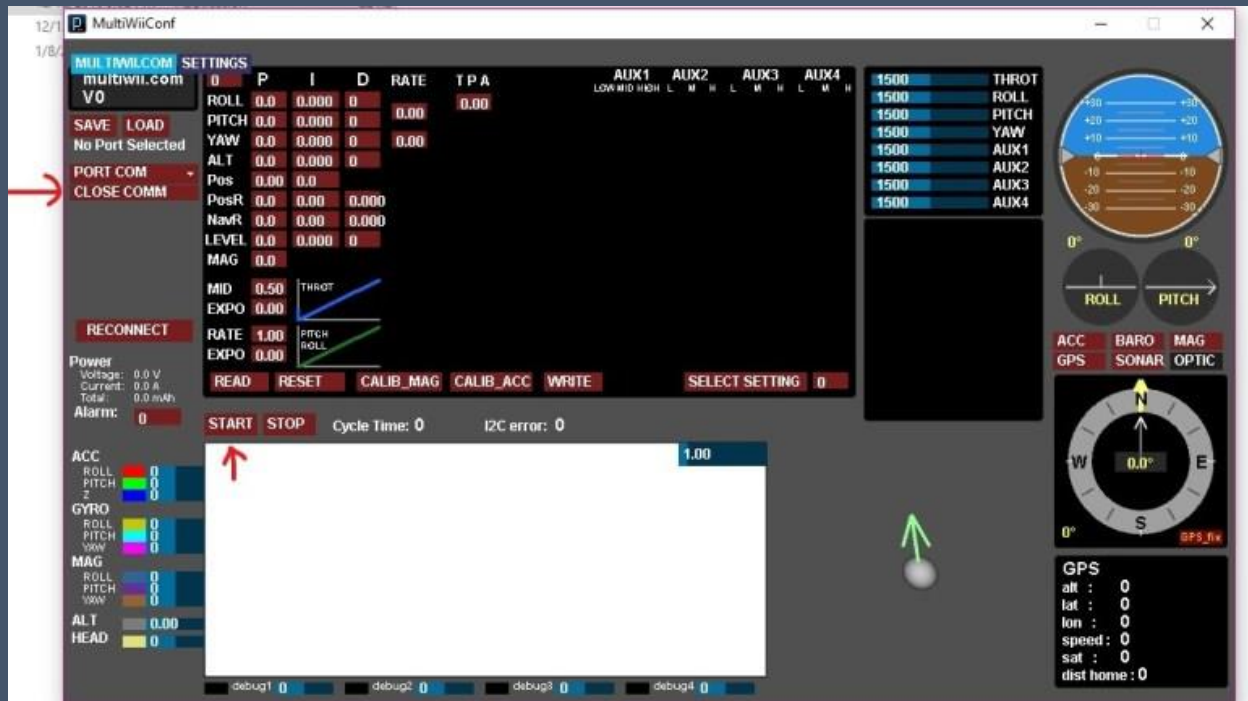 12/1
MultiWiiConf
1/8/
MULTIWII.COM SETTINGS
multiwii.com
V0
SAVE LOAD
No Port Selected
PORT COM
CLOSE COMM
RECONNECT
Power
Voltage: 0.0 V
Current: 0.0 A
Total: 0.0 mAh
Alarm: 0
0 P I D RATE T P A
ROLL 0.0 0.000 0 0.00
PITCH 0.0 0.000 0 0.00
YAW 0.0 0.000 0 0.00
ALT 0.0 0.000 0
Pos 0.00 0.0
PosR 0.0 0.00 0.000
NavR 0.0 0.00 0.000
LEVEL 0.0 0.000 0
MAG 0.0
MID 0.50 THROT
EXPO 0.00
RATE 1.00 PITCH
ROLL
EXPO 0.00
AUX1 AUX2 AUX3 AUX4
LOW MID HIGH L M H L M H L M H
READ RESET CALIB_MAG CALIB_ACC WRITE SELECT SETTING 0
1500 THROT
1500 ROLL
1500 PITCH
1500 YAW
1500 AUX1
1500 AUX2
1500 AUX3
1500 AUX4
START STOP Cycle Time: 0 I2C error: 0
1.00
ACC
ROLL 0
PITCH 0
Z 0
GYRO
ROLL 0
PITCH 0
YAW 0
MAG
ROLL 0
PITCH 0
YAW 0
ALT 0.00
HEAD 0
debug1 0 debug2 0 debug3 0 debug4 0
+30 +30
+20 +20
+10 +10
0 0
-10 -10
-20 -20
-30 -30
0° 0°
ROLL PITCH
ACC BARO MAG
GPS SONAR OPTIC
N
W 0.0° E
S
0° GPS_fix
GPS
alt : 0
lat : 0
lon : 0
speed : 0
sat : 0
dist home : 0